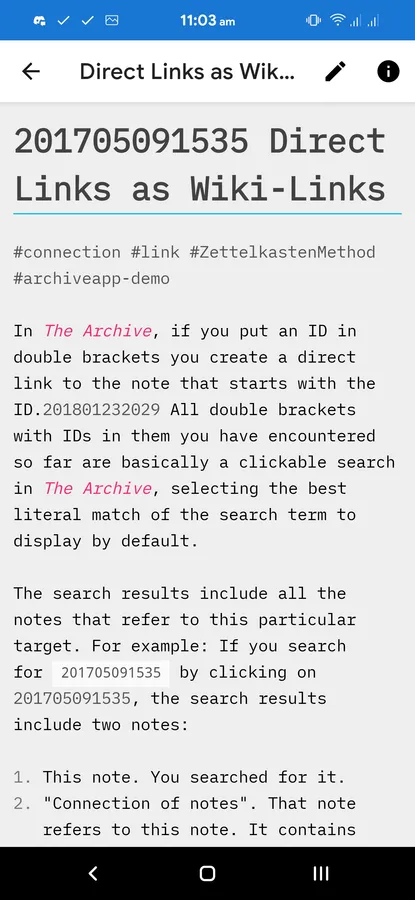 11:03 am
Direct Links as Wik...
201705091535 Direct
Links as Wiki-Links
#connection #link #ZettelkastenMethod
#archiveapp-demo
In The Archive, if you put an ID in
double brackets you create a direct
link to the note that starts with the
ID.201801232029 All double brackets
with IDs in them you have encountered
so far are basically a clickable search
in The Archive, selecting the best
literal match of the search term to
display by default.
The search results include all the
notes that refer to this particular
target. For example: If you search
for 201705091535 by clicking on
201705091535, the search results
include two notes:
1. This note. You searched for it.
2. "Connection of notes". That note
refers to this note. It contains